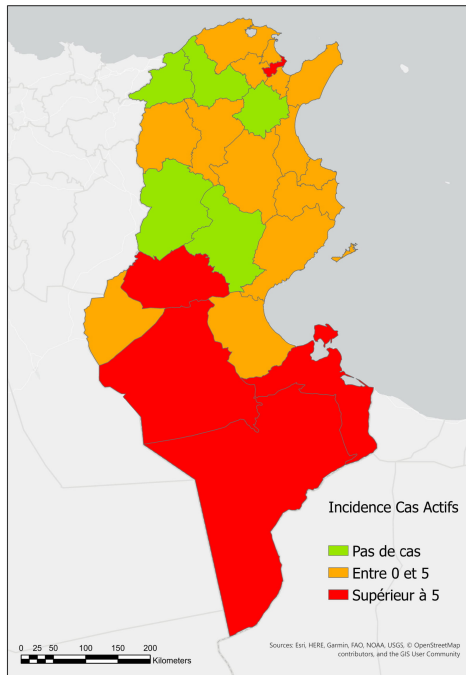 Incidence Cas Actifs
Pas de cas
Entre 0 et 5
Supérieur à 5
0 25 50 100 150 200
Kilometers
Sources: Esri, HERE, Garmin, FAO, NOAA, USGS, © OpenStreetMap
contributors, and the GIS User Community